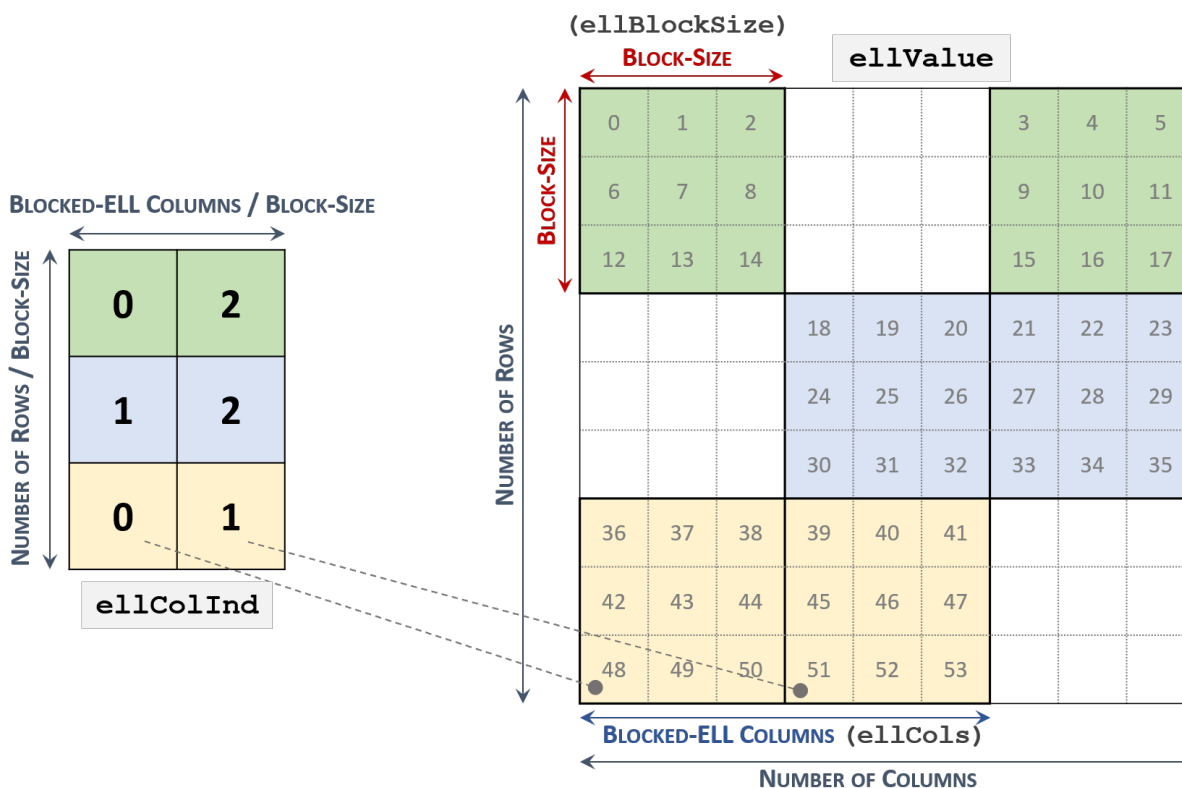 (ellBlockSize)
BLOCK-SIZE
ellValue
BLOCK-SIZE
NUMBER OF ROWS
0 1 2 3 4 5
6 7 8 9 10 11
12 13 14 15 16 17
18 19 20 21 22 23
24 25 26 27 28 29
30 31 32 33 34 35
36 37 38 39 40 41
42 43 44 45 46 47
48 49 50 51 52 53
BLOCKED-ELL COLUMNS (ellCols)
NUMBER OF COLUMNS
BLOCKED-ELL COLUMNS / BLOCK-SIZE
NUMBER OF ROWS / BLOCK-SIZE
0 2
1 2
0 1
ellColInd